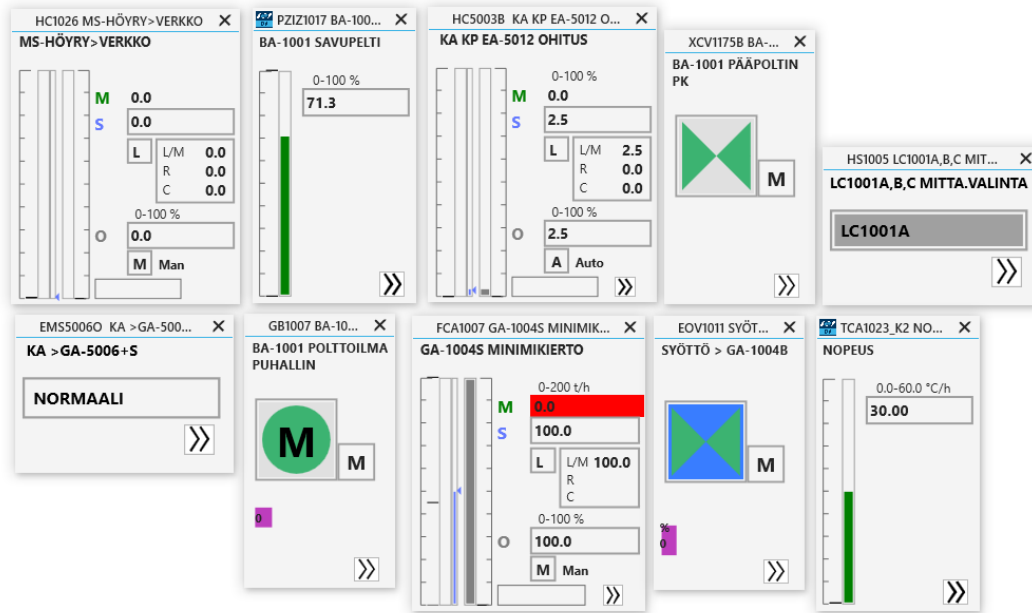 HC1026 MS-HÖYRY>VERKKO
MS-HÖYRY>VERKKO
M 0.0
S 0.0
L L/M 0.0
R 0.0
C 0.0
0-100 %
O 0.0
M Man
PZIZ1017 BA-100...
BA-1001 SAVUPELTI
0-100 %
71.3
HC5003B KA KP EA-5012 O...
KA KP EA-5012 OHITUS
0-100 %
M 0.0
S 2.5
L L/M 2.5
R 0.0
C 0.0
0-100 %
O 2.5
A Auto
XCV1175B BA-...
BA-1001 PÄÄPOLTIN
PK
M
HS1005 LC1001A,B,C MIT...
LC1001A,B,C MITTA.VALINTA
LC1001A
EMS5006O KA >GA-500...
KA >GA-5006+S
NORMAALI
GB1007 BA-10...
BA-1001 POLTTOILMA
PUHALLIN
M
M
0
FCA1007 GA-1004S MINIMIK...
GA-1004S MINIMIKIERTO
0-200 t/h
M 0.0
S 100.0
L L/M 100.0
R
C
0-100 %
O 100.0
M Man
EOV1011 SYÖT...
SYÖTTÖ > GA-1004B
M
%
0
TCA1023_K2 NO...
NOPEUS
0.0-60.0 °C/h
30.00